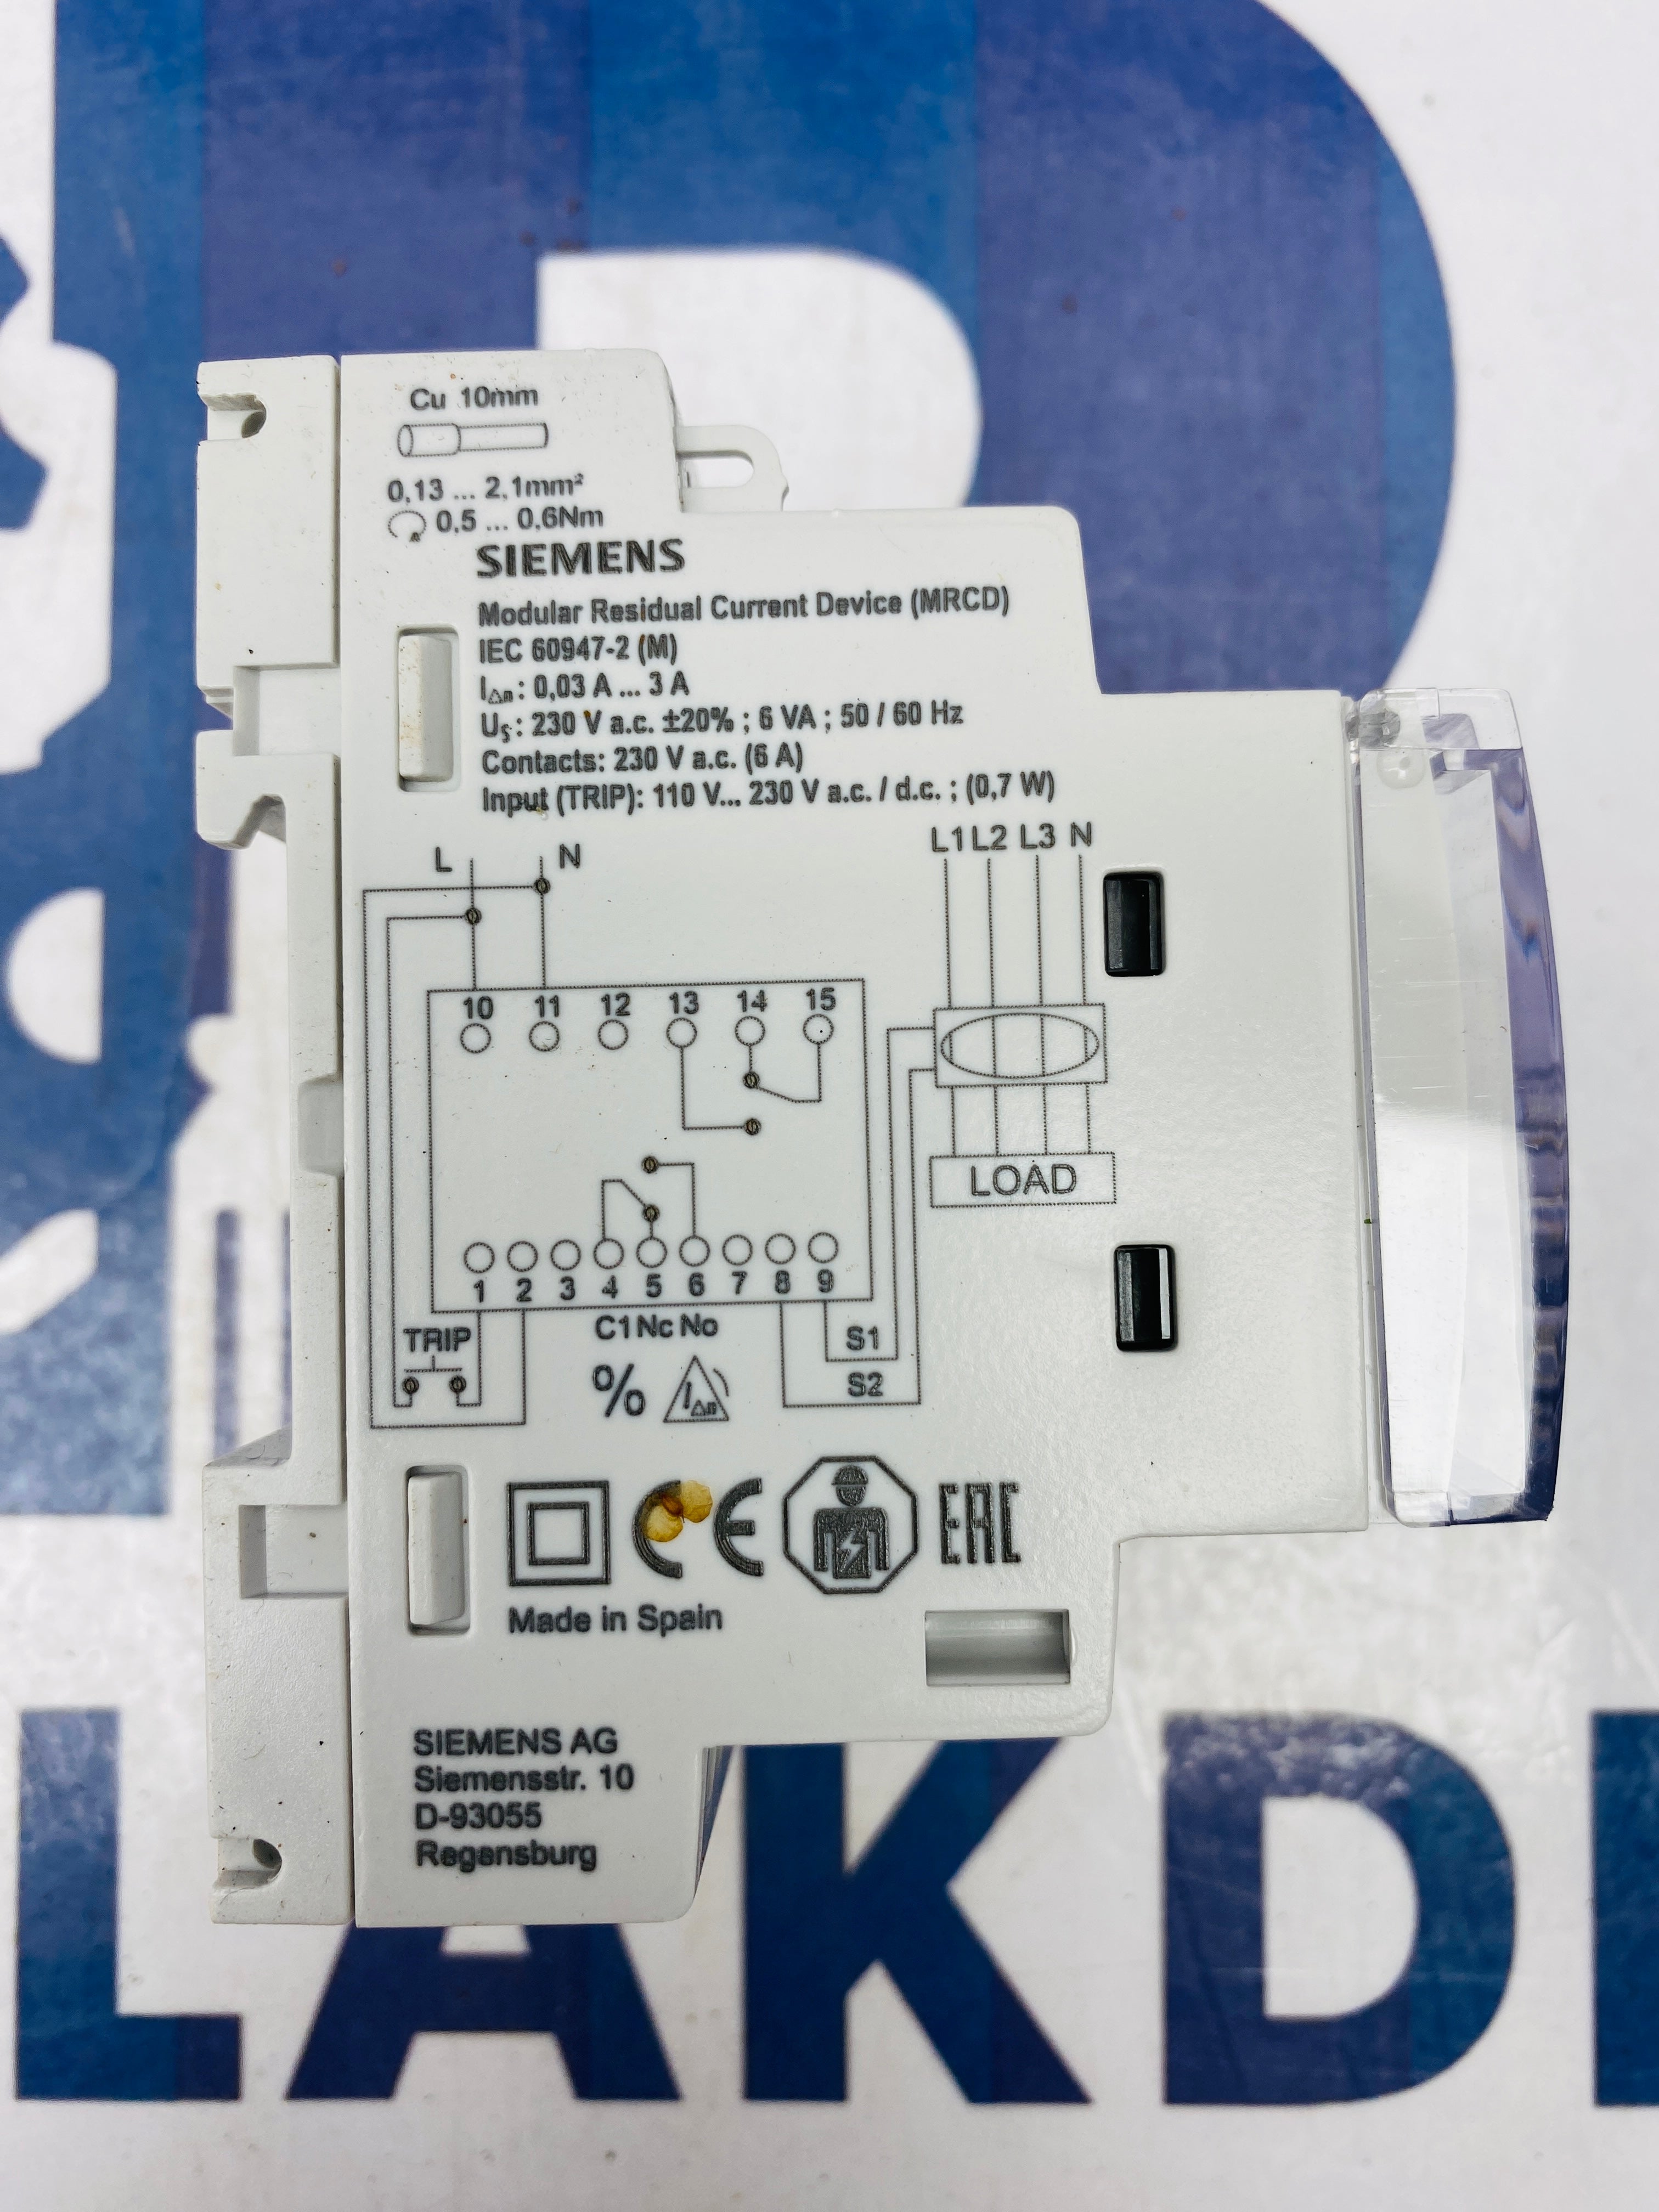 Cu 10mm
0,13 ... 2,1mm²
0,5 ... 0,6Nm
SIEMENS
Modular Residual Current Device (MRCD)
IEC 60947-2 (M)
I△n: 0,03 A ... 3 A
Us: 230 V a.c. ±20% ; 6 VA ; 50 / 60 Hz
Contacts: 230 V a.c. (6 A)
Input (TRIP): 110 V... 230 V a.c. / d.c. ; (0,7 W)
L N
L1 L2 L3 N
10 11 12 13 14 15
LOAD
1 2 3 4 5 6 7 8 9
C1 Nc No
TRIP
S1
% I△n
S2
CE EAC
Made in Spain
SIEMENS AG
Siemensstr. 10
D-93055
Regensburg
LAKD